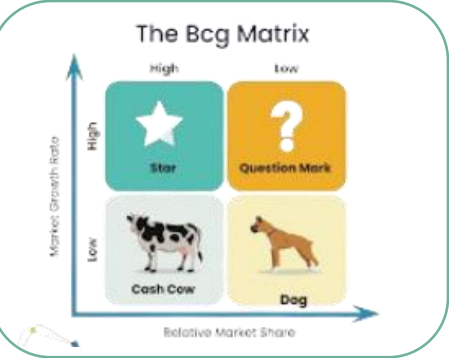 The Bcg Matrix
High
Low
High
Star
Question Mark
Market Growth Rate
Low
Cash Cow
Dog
Relative Market Share